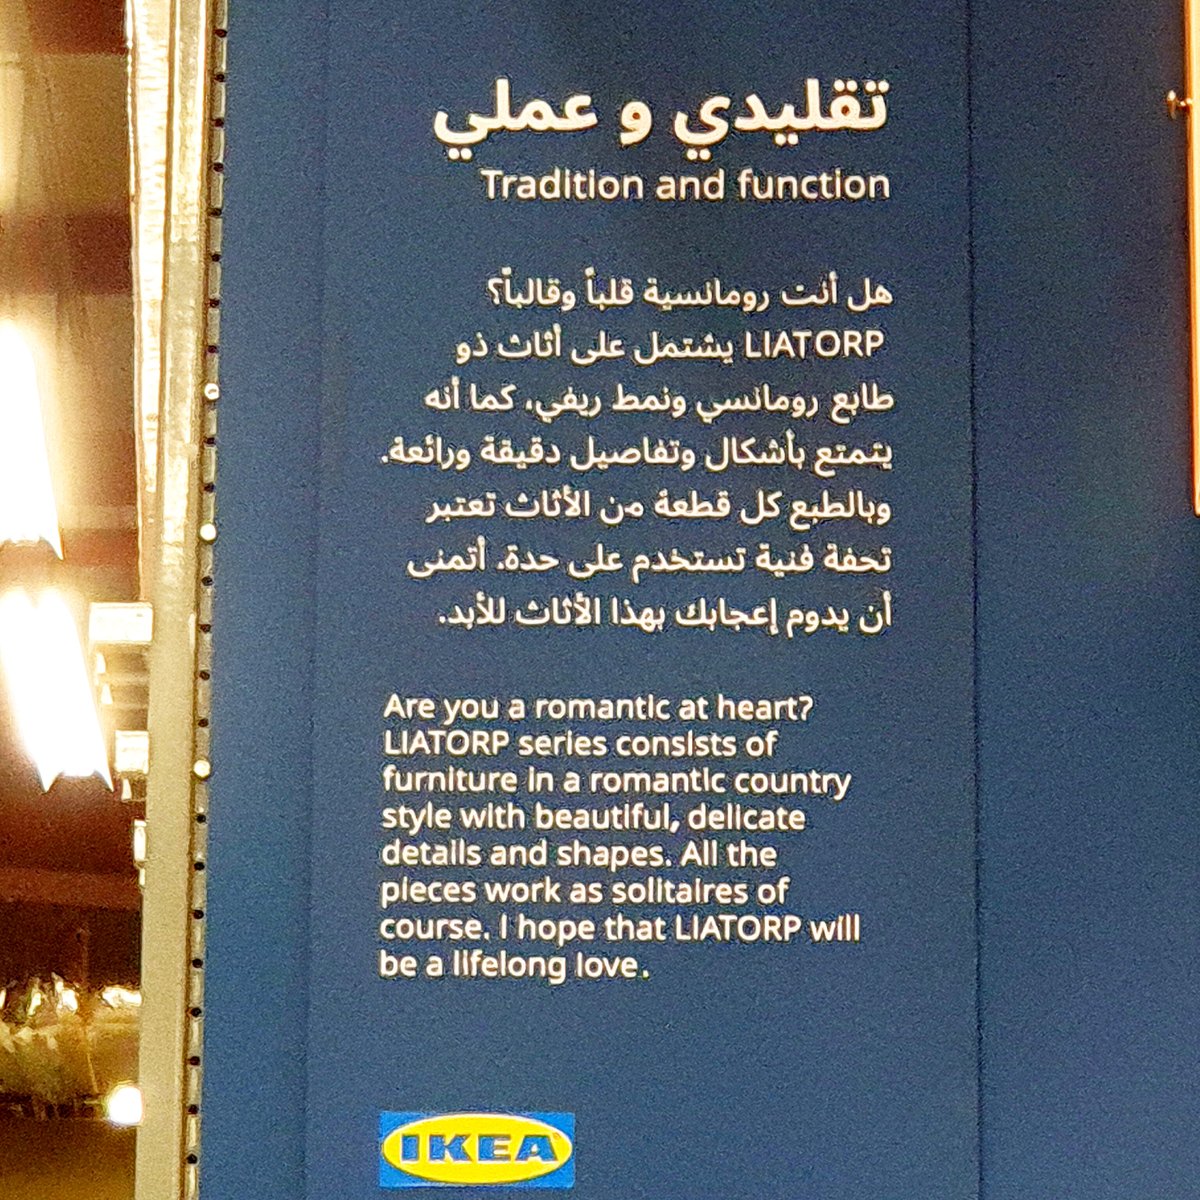 تقليدي و عملي
Tradition and function
هل أنت رومانسية قلباً وقالباً؟
LIATORP يشتمل على أثاث ذو
طابع رومانسي ونمط ريفي، كما أنه
يتمتع بأشكال وتفاصيل دقيقة ورائعة.
وبالطبع كل قطعة من الأثاث تعتبر
تحفة فنية تستخدم على حدة. أتمنى
أن يدوم إعجابك بهذا الأثاث للأبد.
Are you a romantic at heart?
LIATORP series consists of
furniture in a romantic country
style with beautiful, delicate
details and shapes. All the
pieces work as solitaires of
course. I hope that LIATORP will
be a lifelong love.
IKEA